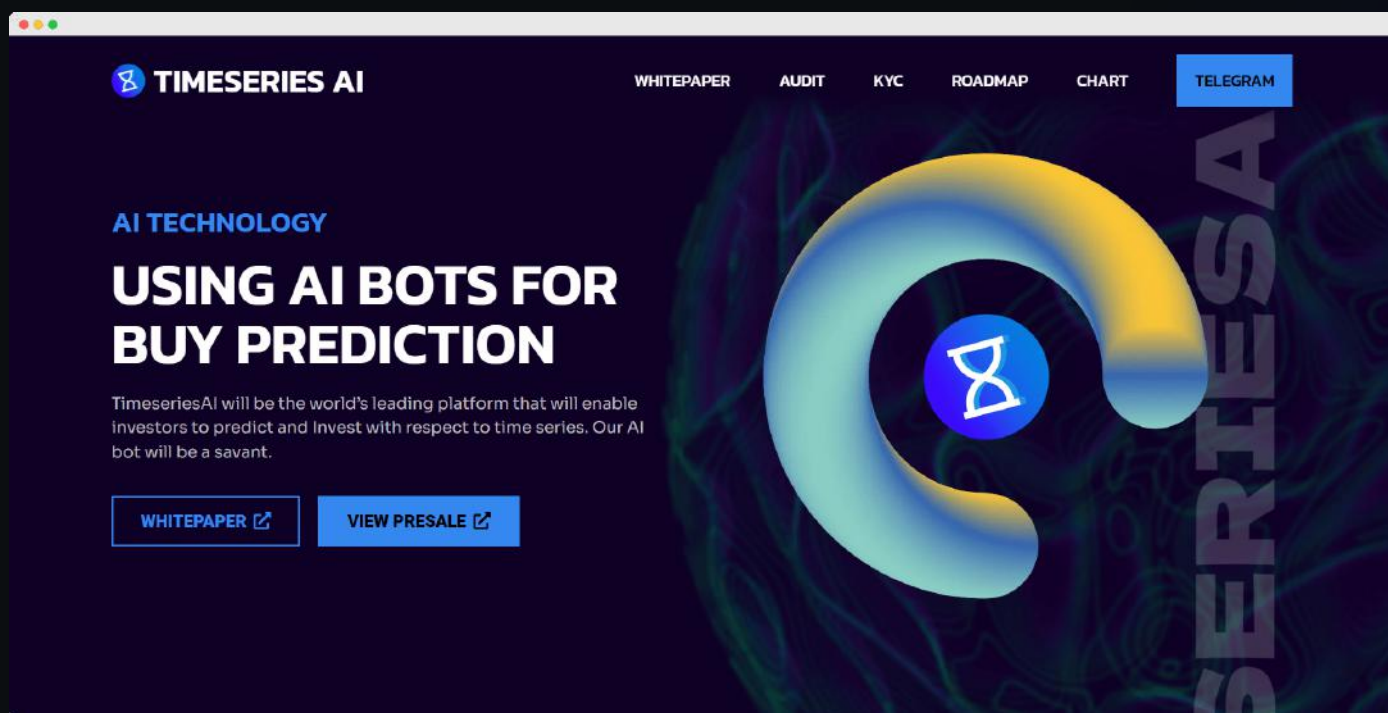 TIMESERIES AI
WHITEPAPER
AUDIT
KYC
ROADMAP
CHART
TELEGRAM
AI TECHNOLOGY
USING AI BOTS FOR
BUY PREDICTION
TimeseriesAI will be the world's leading platform that will enable
investors to predict and Invest with respect to time series. Our AI
bot will be a savant.
WHITEPAPER
VIEW PRESALE
SERIESA